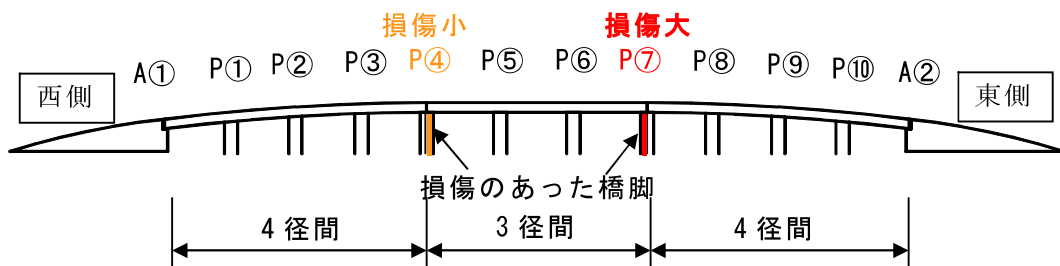 損傷小 損傷大
A① P① P② P③ P④ P⑤ P⑥ P⑦ P⑧ P⑨ P⑩ A②
西側 東側
損傷のあった橋脚
4径間 3径間 4径間